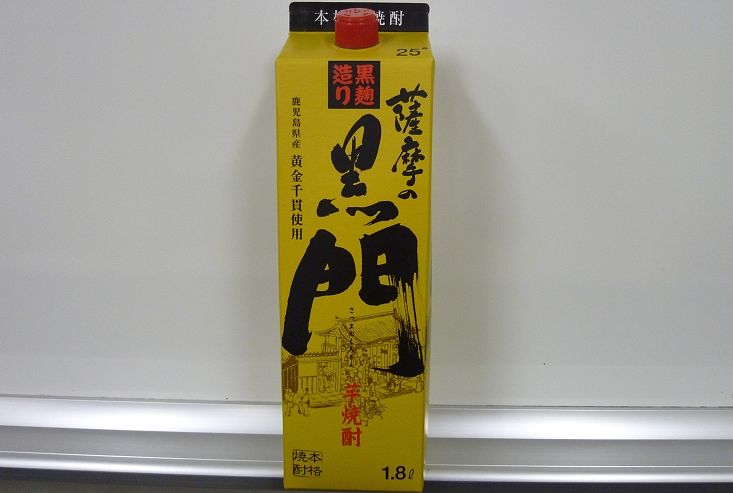 本格焼酎
25°
黒麹
造り
薩摩の
黒門
鹿児島県産 黄金千貫使用
芋焼酎
本格
焼酎
1.8ℓ